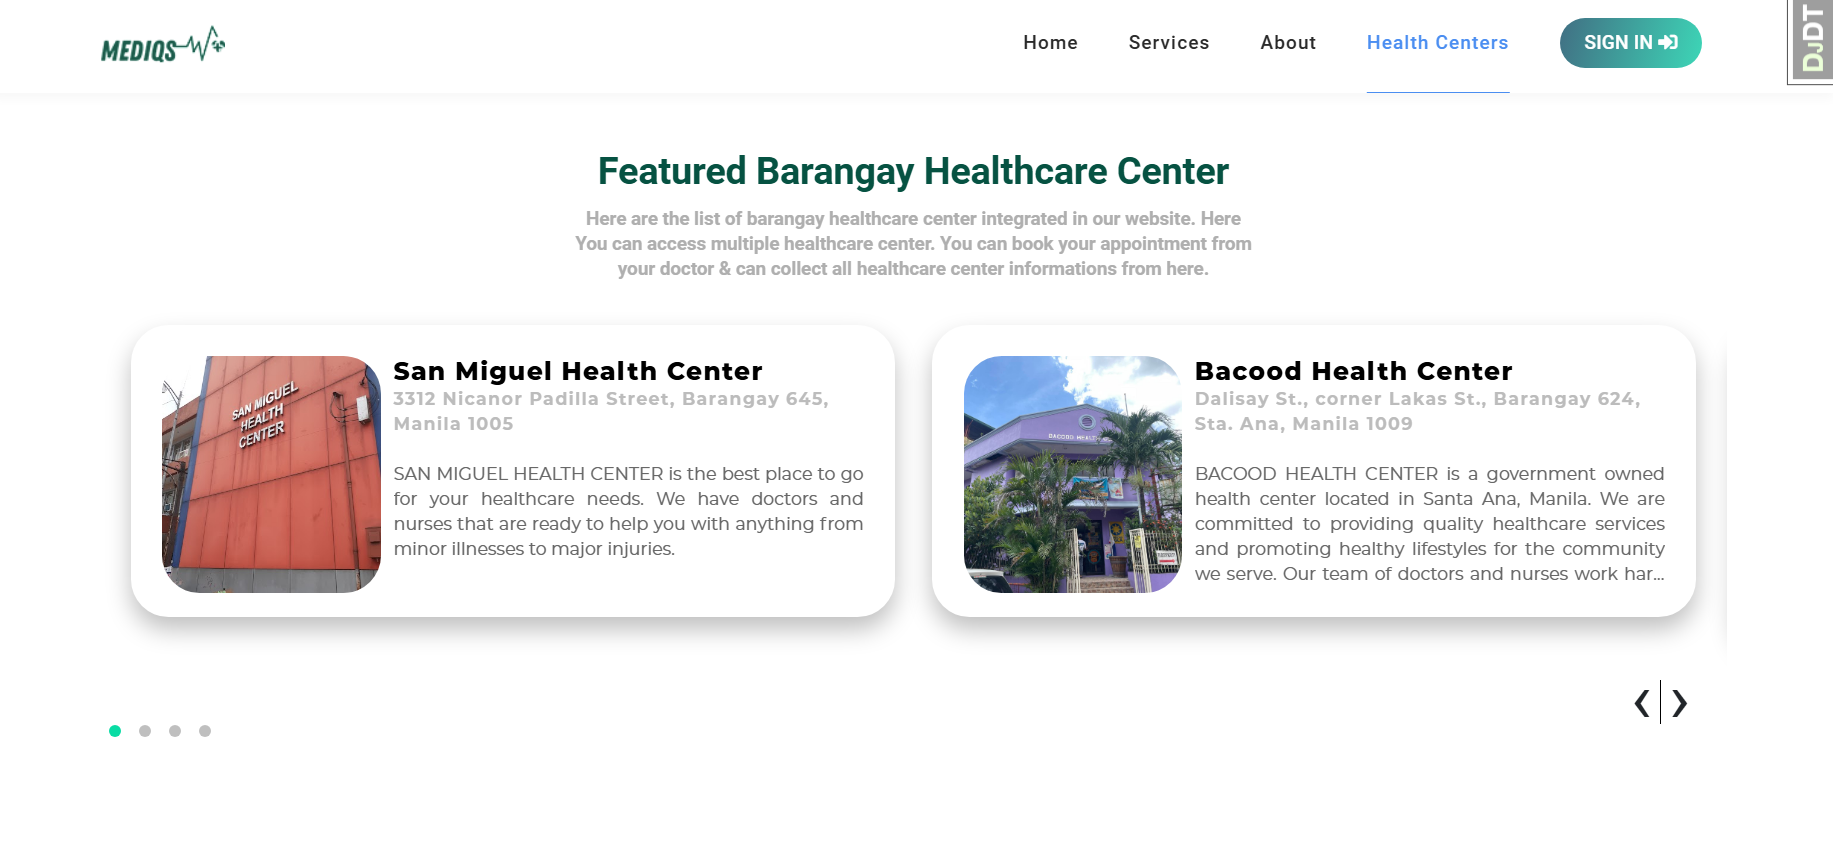 MEDIQS
Home Services About Health Centers SIGN IN
DJDT
Featured Barangay Healthcare Center
Here are the list of barangay healthcare center integrated in our website. Here
You can access multiple healthcare center. You can book your appointment from
your doctor & can collect all healthcare center informations from here.
SAN MIGUEL
HEALTH
CENTER
San Miguel Health Center
3312 Nicanor Padilla Street, Barangay 645,
Manila 1005
SAN MIGUEL HEALTH CENTER is the best place to go
for your healthcare needs. We have doctors and
nurses that are ready to help you with anything from
minor illnesses to major injuries.
BACOOD HEALTH
Bacood Health Center
Dalisay St., corner Lakas St., Barangay 624,
Sta. Ana, Manila 1009
BACOOD HEALTH CENTER is a government owned
health center located in Santa Ana, Manila. We are
committed to providing quality healthcare services
and promoting healthy lifestyles for the community
we serve. Our team of doctors and nurses work har...